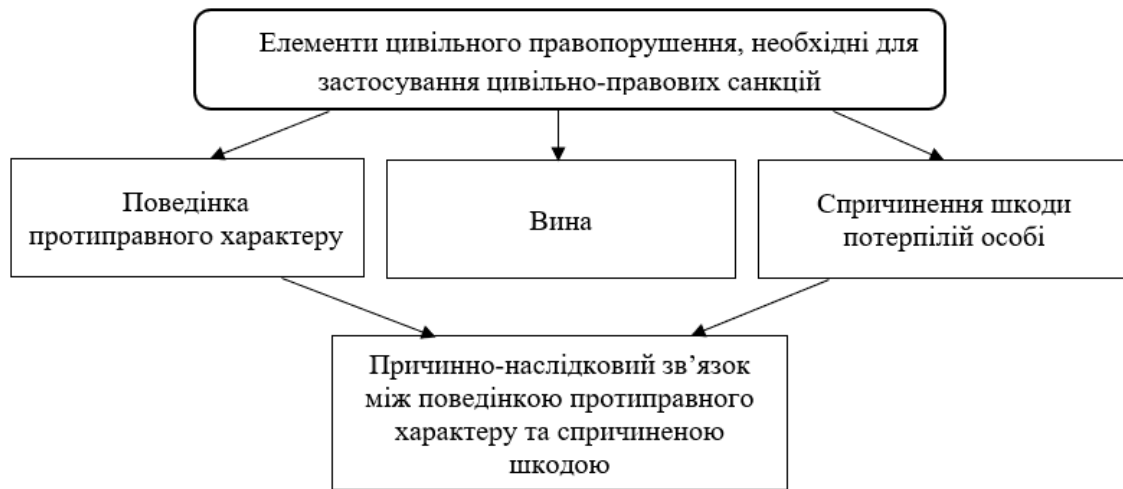 Елементи цивільного правопорушення, необхідні для
застосування цивільно-правових санкцій
Поведінка
протиправного характеру
Вина
Спричинення шкоди
потерпілій особі
Причинно-наслідковий зв’язок
між поведінкою протиправного
характеру та спричиненою
шкодою